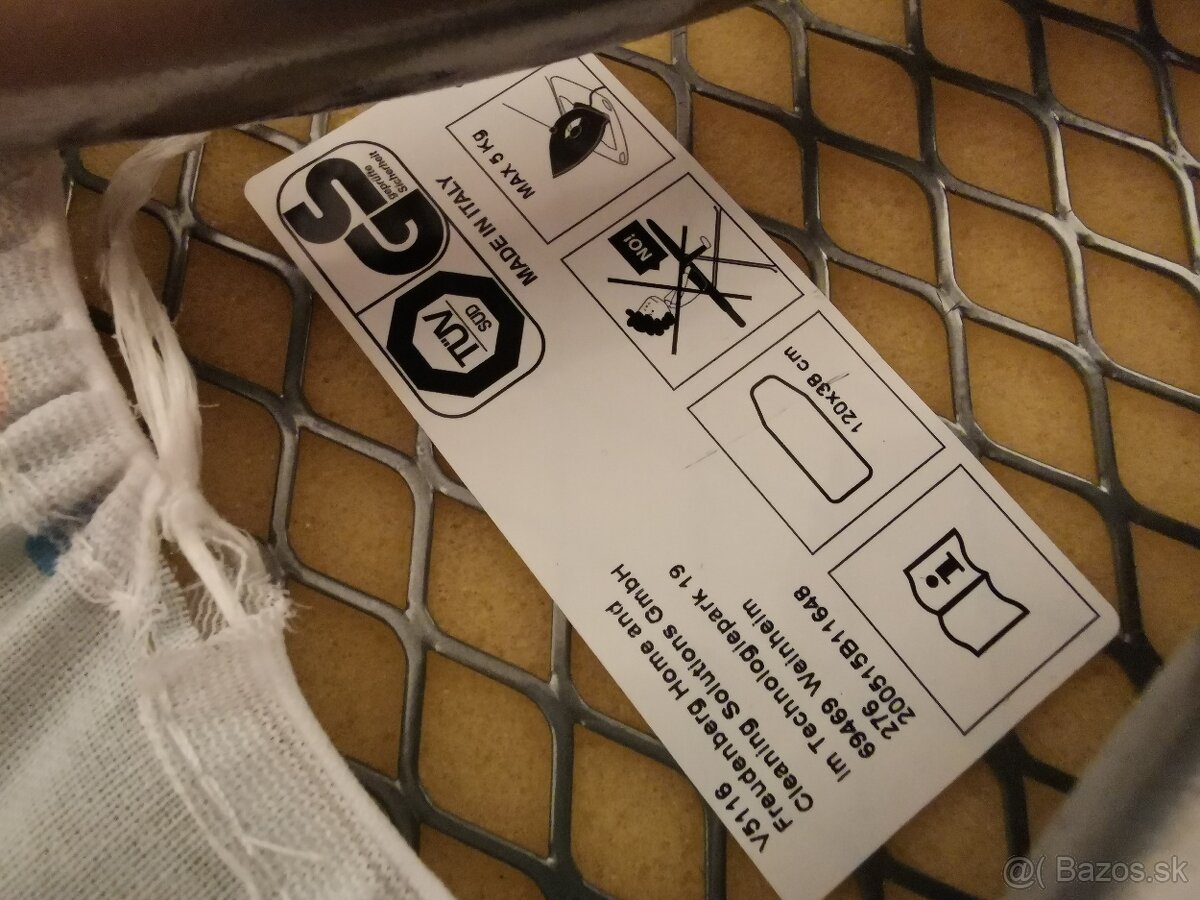 V5116
Freudenberg Home and
Cleaning Solutions GmbH
Im Technologiepark 19
69469 Weinheim
276
200515B11648
i
120x38 cm
NO!
MAX 5 Kg
MADE IN ITALY
TÜV
SÜD
GS
geprüfte
Sicherheit
@( Bazos.sk